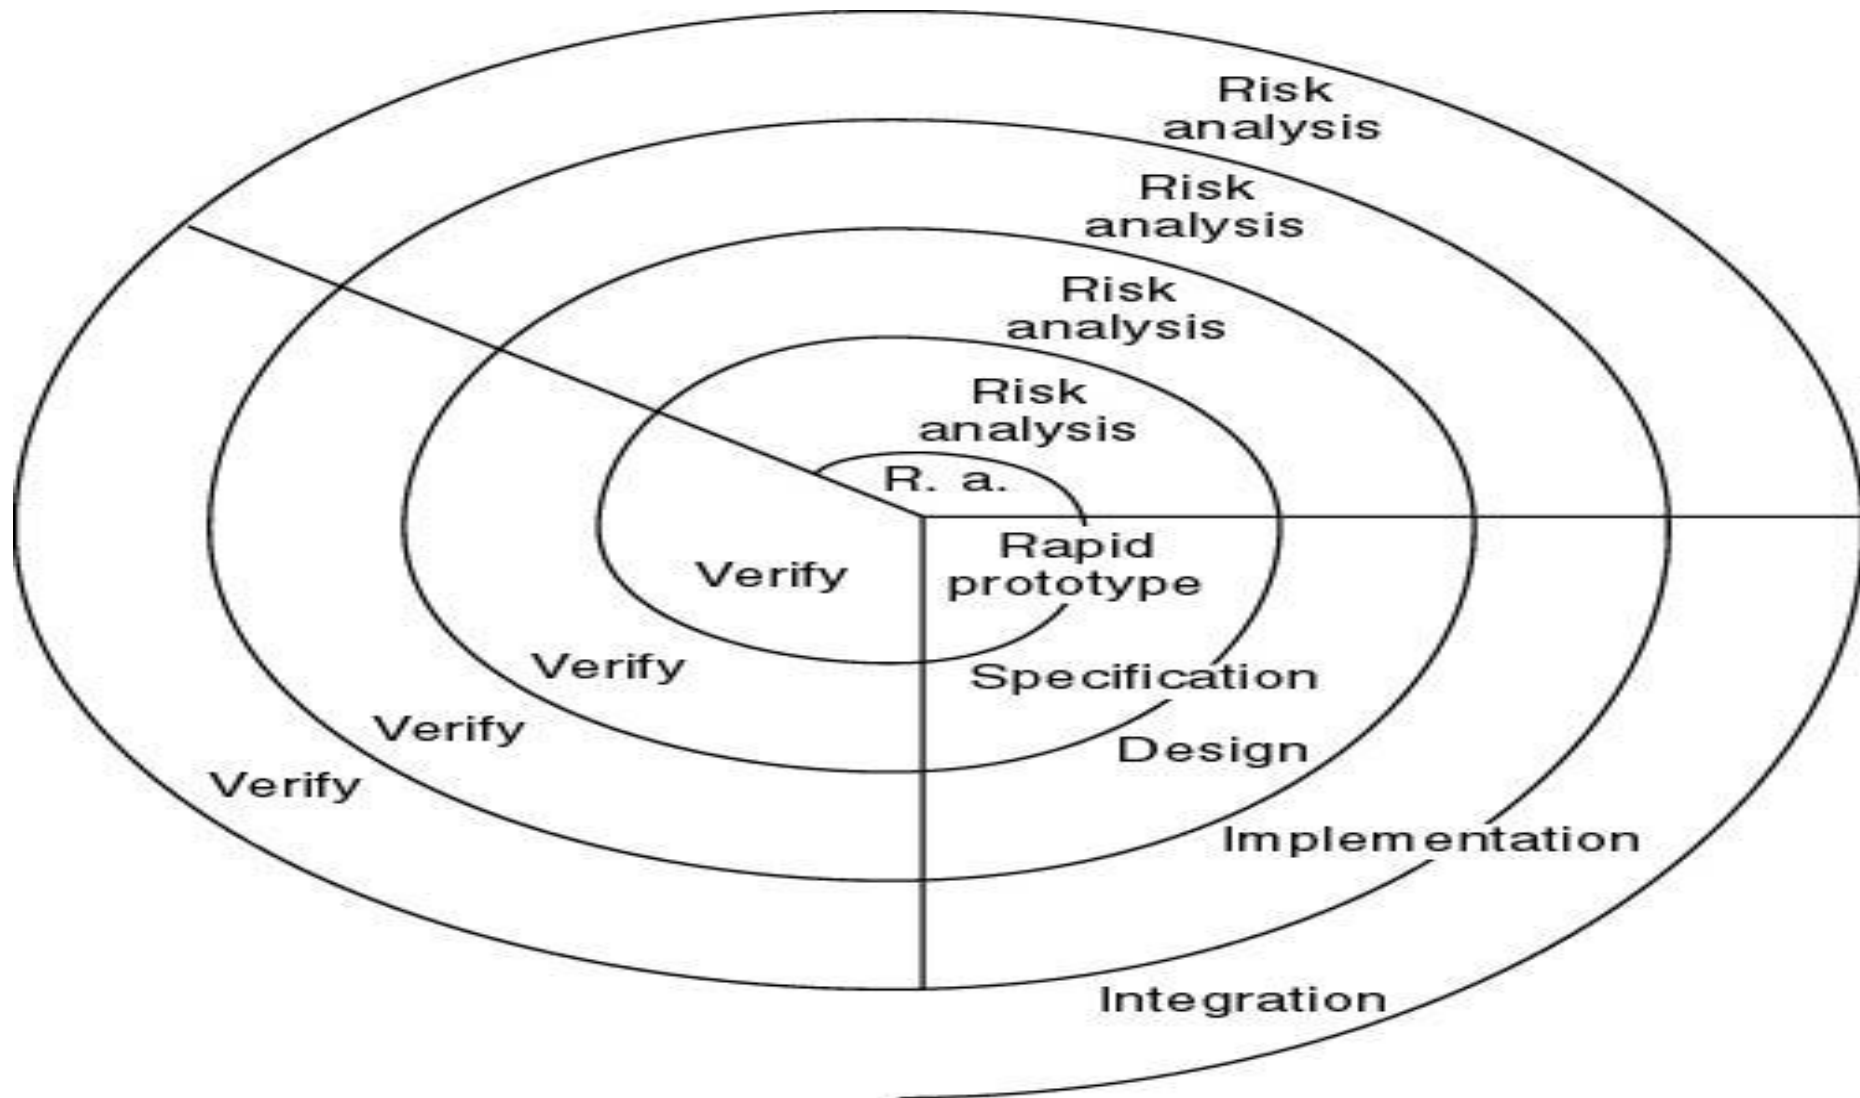 Risk
analysis
Risk
analysis
Risk
analysis
Risk
analysis
R. a.
Rapid
prototype
Verify
Verify
Specification
Verify
Design
Verify
Implementation
Integration